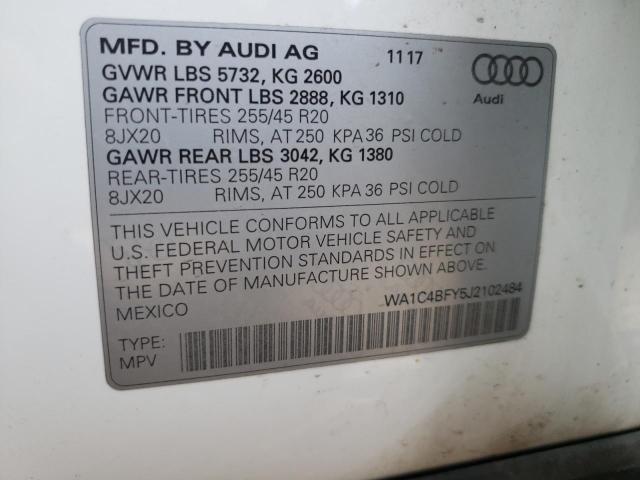 MFD. BY AUDI AG 11 17
GVWR LBS 5732, KG 2600
GAWR FRONT LBS 2888, KG 1310
FRONT-TIRES 255/45 R20
8JX20 RIMS, AT 250 KPA 36 PSI COLD
GAWR REAR LBS 3042, KG 1380
REAR-TIRES 255/45 R20
8JX20 RIMS, AT 250 KPA 36 PSI COLD
Audi
THIS VEHICLE CONFORMS TO ALL APPLICABLE
U.S. FEDERAL MOTOR VEHICLE SAFETY AND
THEFT PREVENTION STANDARDS IN EFFECT ON
THE DATE OF MANUFACTURE SHOWN ABOVE.
MEXICO
WA1C4BFY5J2102484
TYPE:
MPV